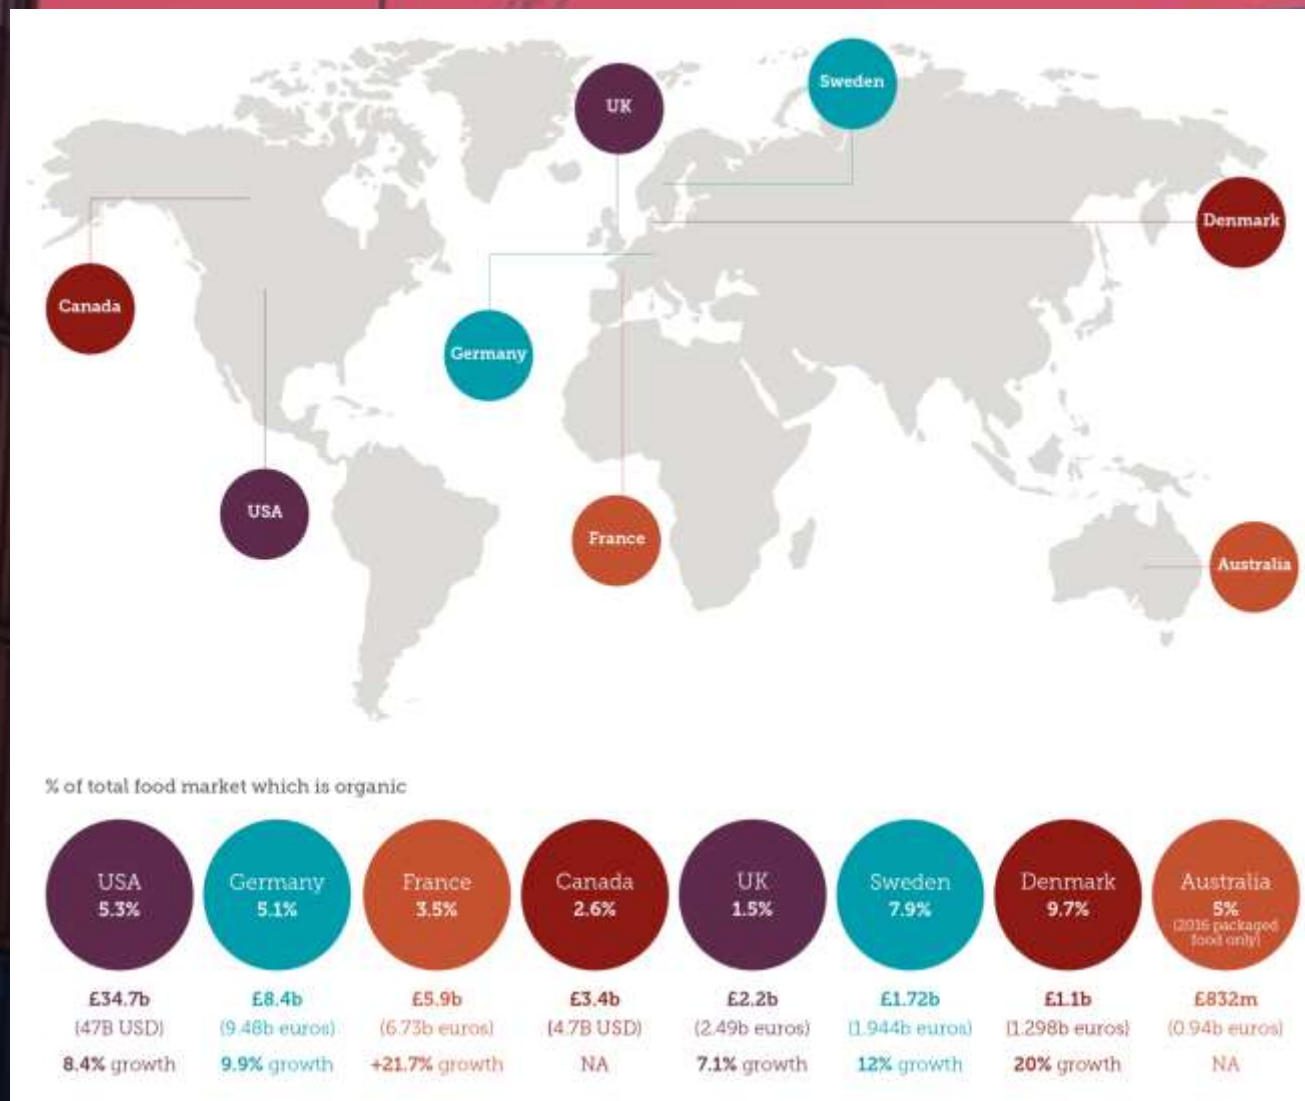 Sweden
UK
Denmark
Canada
Germany
USA
France
Australia
% of total food market which is organic
USA
5.3%
£34.7b
(47B USD)
8.4% growth
Germany
5.1%
£8.4b
(9.48b euros)
9.9% growth
France
3.5%
£5.9b
(6.73b euros)
+21.7% growth
Canada
2.6%
£3.4b
(4.7B USD)
NA
UK
1.5%
£2.2b
(2.49b euros)
7.1% growth
Sweden
7.9%
£1.72b
(1.944b euros)
12% growth
Denmark
9.7%
£1.1b
(1.298b euros)
20% growth
Australia
5%
(2016 packaged
food only)
£832m
(0.94b euros)
NA